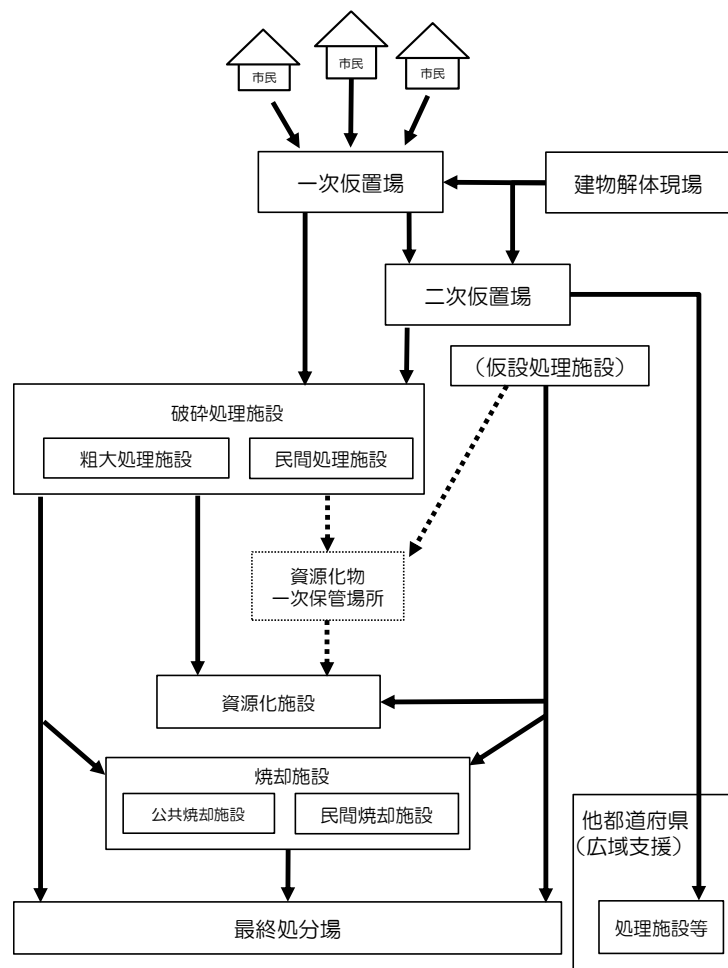 市民
市民
市民
一次仮置場
建物解体現場
二次仮置場
（仮設処理施設）
破砕処理施設
粗大処理施設
民間処理施設
資源化物
一次保管場所
資源化施設
焼却施設
公共焼却施設
民間焼却施設
他都道府県
（広域支援）
処理施設等
最終処分場